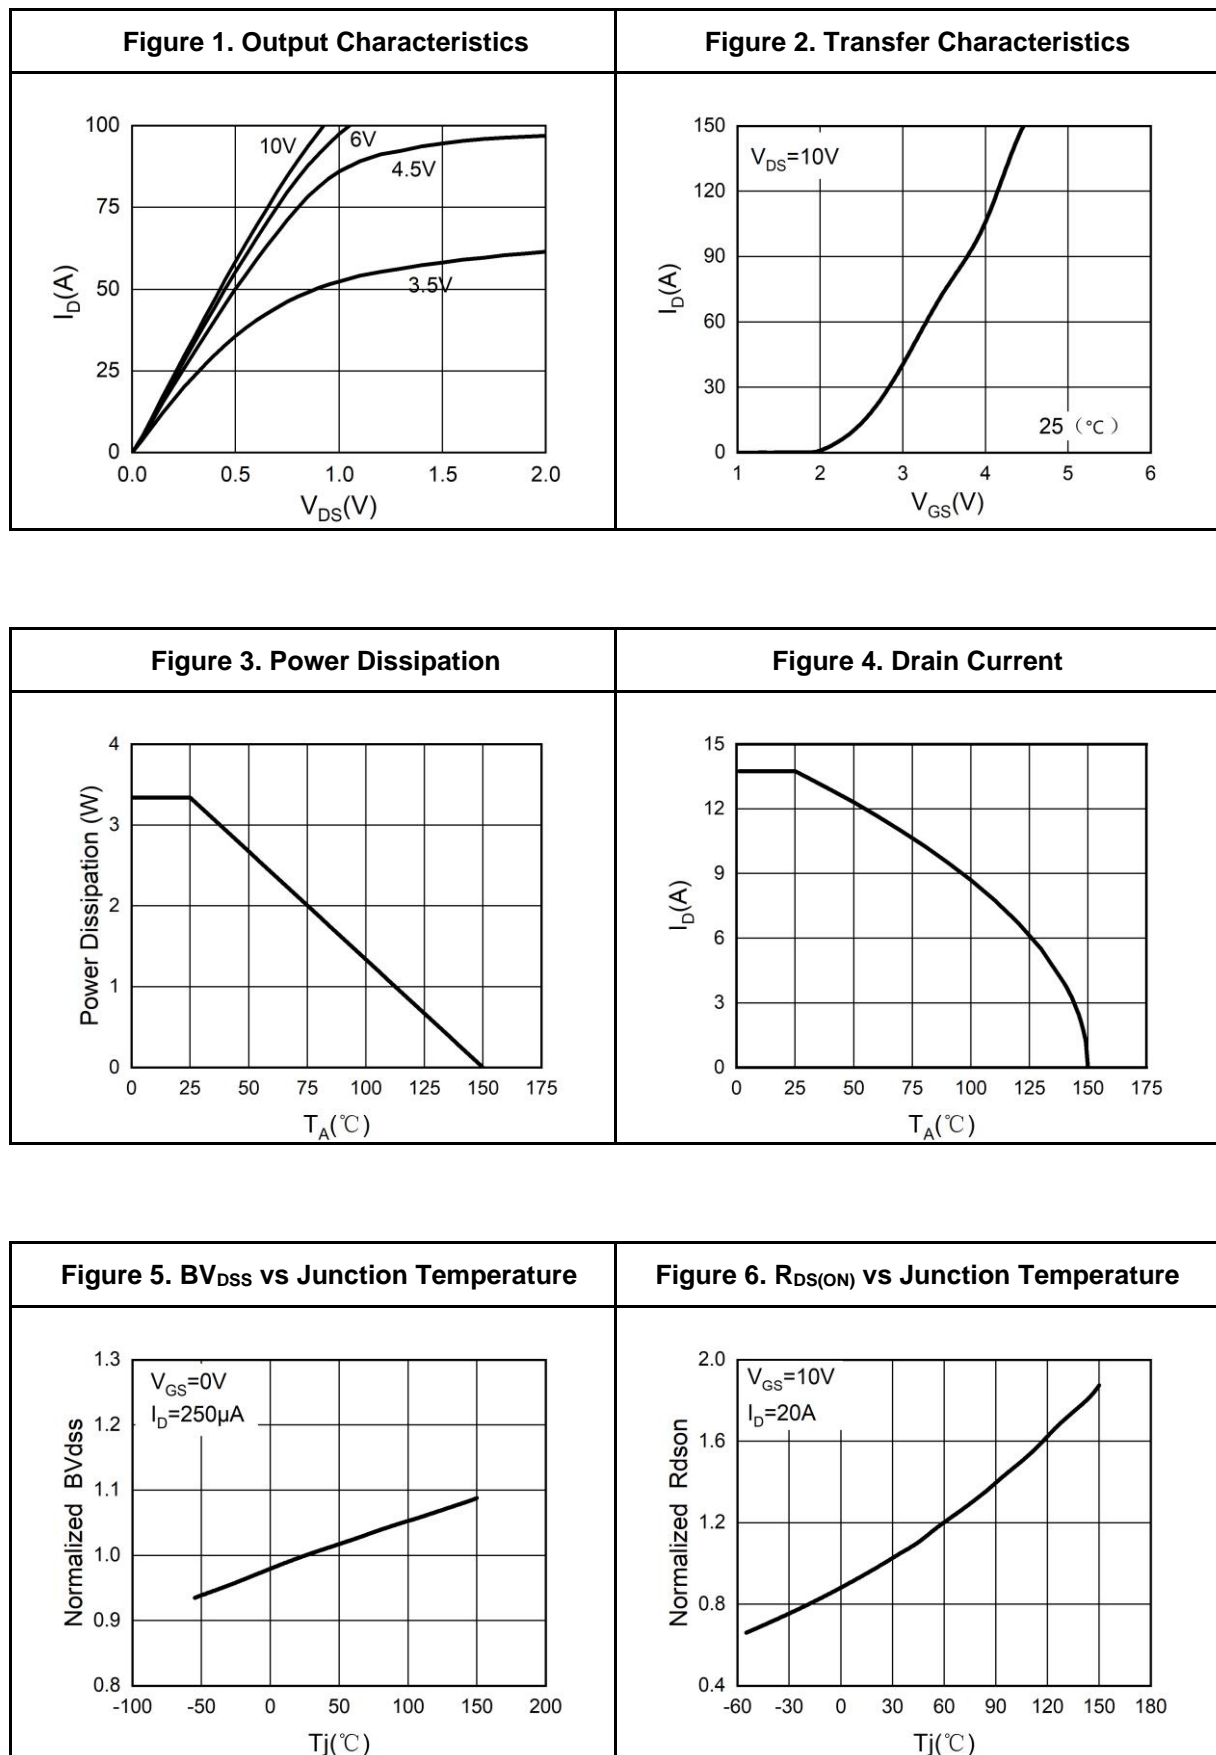 Figure 1. Output Characteristics
Figure 2. Transfer Characteristics
100
75
50
25
0
I_D(A)
10V
6V
4.5V
3.5V
0.0 0.5 1.0 1.5 2.0
V_DS(V)
150
120
90
60
30
0
I_D(A)
V_DS=10V
25（℃）
1 2 3 4 5 6
V_GS(V)
Figure 3. Power Dissipation
Figure 4. Drain Current
4
3
2
1
0
Power Dissipation (W)
0 25 50 75 100 125 150 175
T_A(℃)
15
12
9
6
3
0
I_D(A)
0 25 50 75 100 125 150 175
T_A(℃)
Figure 5. BV_DSS vs Junction Temperature
Figure 6. R_DS(ON) vs Junction Temperature
1.3
1.2
1.1
1.0
0.9
0.8
Normalized BVdss
V_GS=0V
I_D=250µA
-100 -50 0 50 100 150 200
Tj(℃)
2.0
1.6
1.2
0.8
0.4
Normalized Rdson
V_GS=10V
I_D=20A
-60 -30 0 30 60 90 120 150 180
Tj(℃)